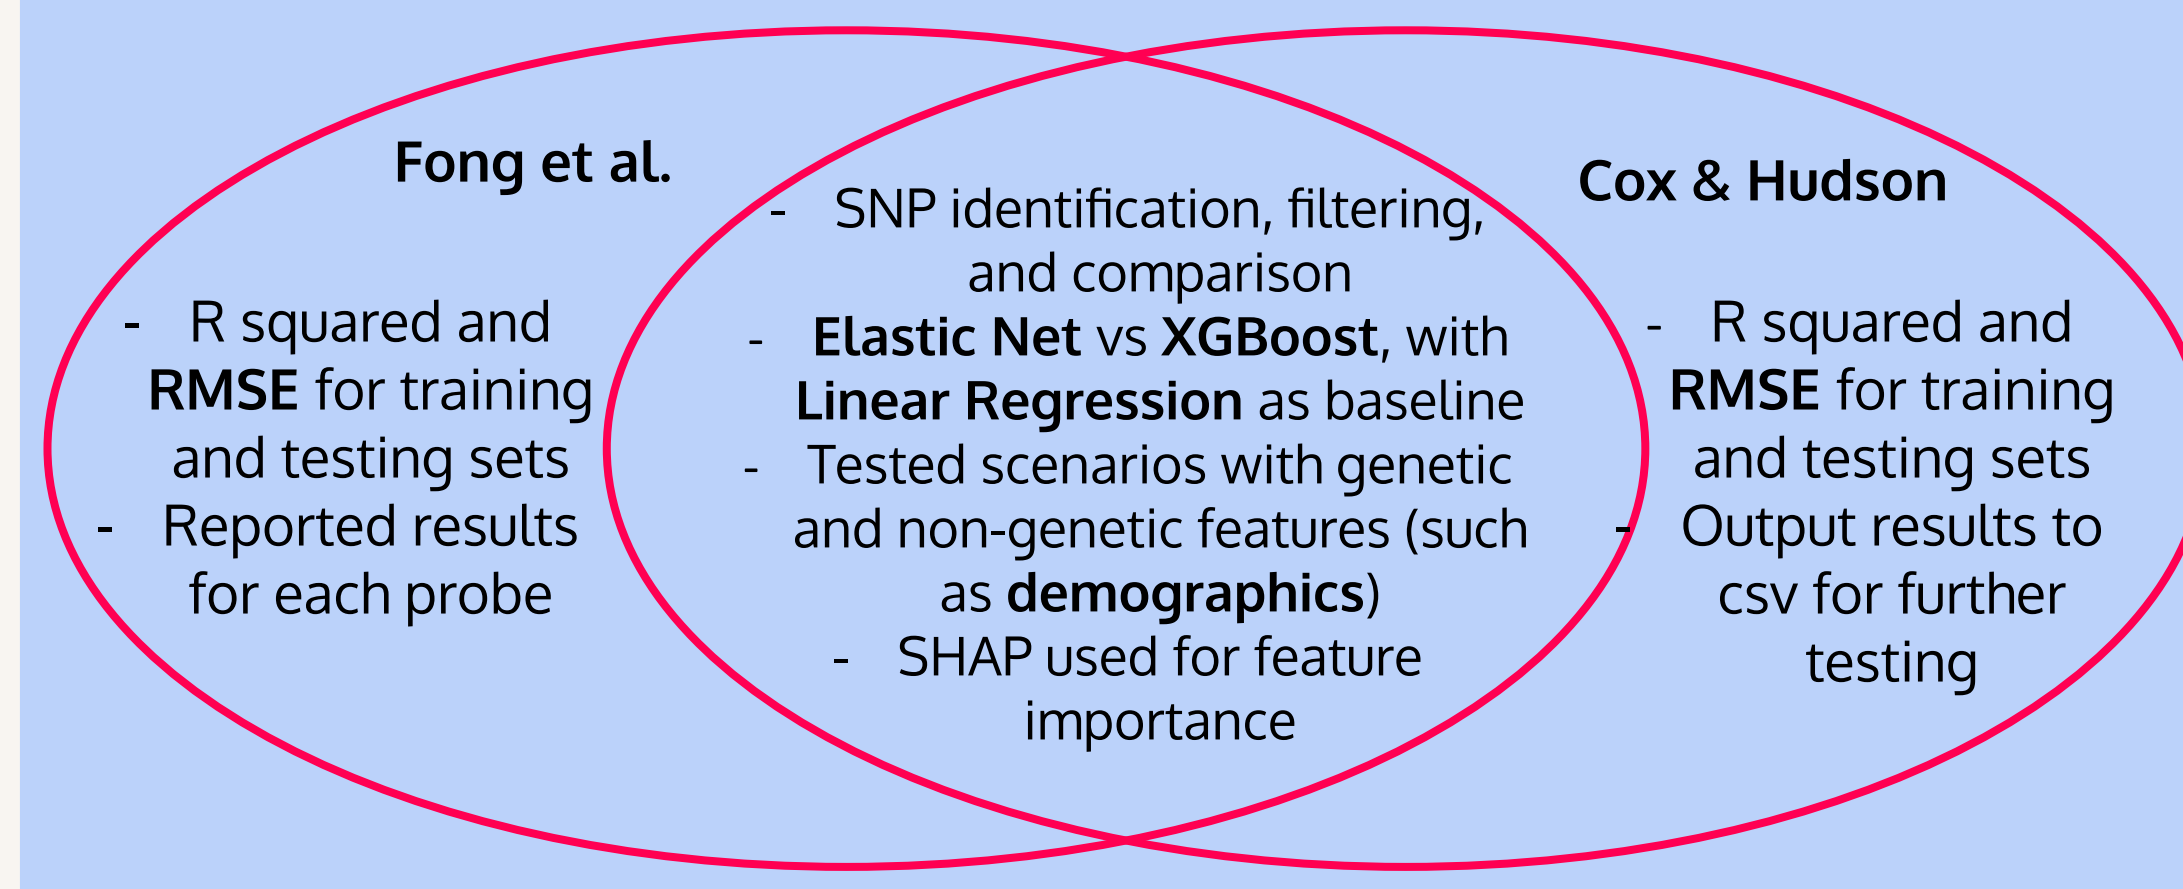 Fong et al.
- R squared and
RMSE for training
and testing sets
- Reported results
for each probe
- SNP identification, filtering,
and comparison
- Elastic Net vs XGBoost, with
Linear Regression as baseline
- Tested scenarios with genetic
and non-genetic features (such
as demographics)
- SHAP used for feature
importance
Cox & Hudson
- R squared and
RMSE for training
and testing sets
- Output results to
csv for further
testing